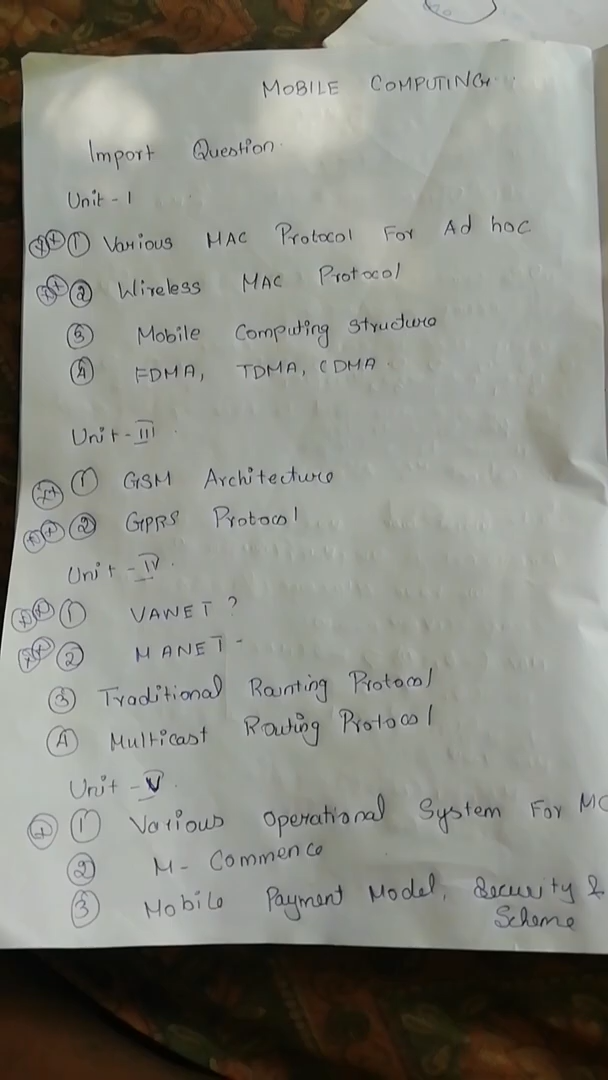 MOBILE COMPUTING
Import Question.
Unit - I
① Various MAC Protocol For Ad hoc
② Wireless MAC Protocol
③ Mobile Computing Structure
④ FDMA, TDMA, CDMA
Unit - III
① GSM Architecture
② GPRS Protocol
Unit - IV
① VANET ?
② MANET -
③ Traditional Rounting Protocol
④ Multicast Routing Protocol
Unit - V
① Various Operational System For MC
② M - Commence
③ Mobile Payment Model, Security &
Scheme